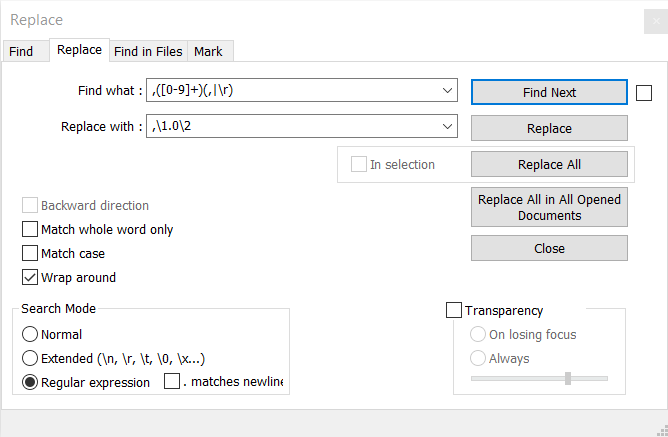 Replace
Find
Replace
Find in Files
Mark
Find what :
,([0-9]+)(,|\r)
Find Next
Replace with :
,\1.0\2
Replace
In selection
Replace All
Backward direction
Replace All in All Opened
Documents
Match whole word only
Match case
Close
Wrap around
Search Mode
Transparency
Normal
On losing focus
Extended (\n, \r, \t, \0, \x...)
Always
Regular expression
. matches newline